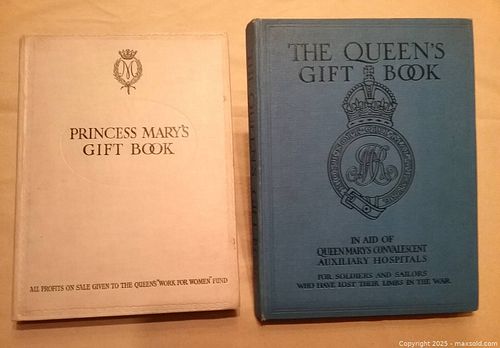 PRINCESS MARY'S
GIFT BOOK
ALL PROFITS ON SALE GIVEN TO THE QUEEN'S "WORK FOR WOMEN" FUND
THE QUEEN'S
GIFT BOOK
IN AID OF
QUEEN MARY'S CONVALESCENT
AUXILIARY HOSPITALS
FOR SOLDIERS AND SAILORS
WHO HAVE LOST THEIR LIMBS IN THE WAR
Copyright 2025 - maxsold.com